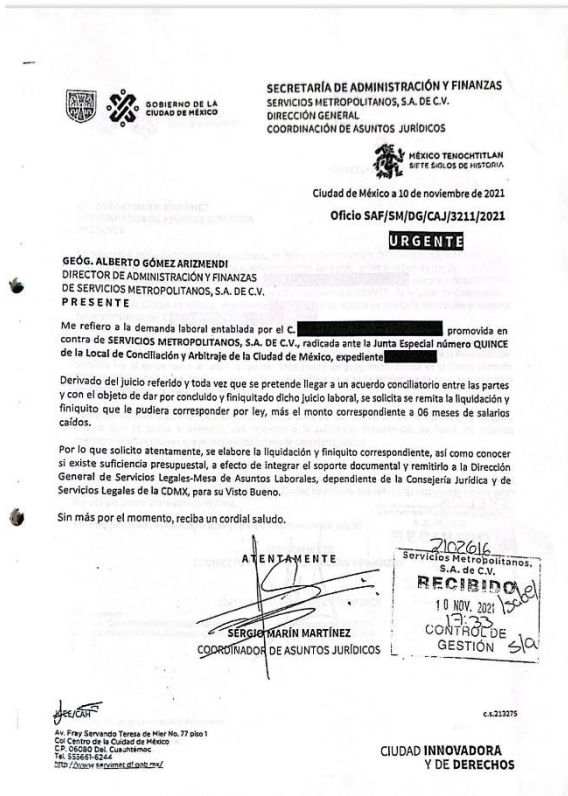 GOBIERNO DE LA
CIUDAD DE MÉXICO
SECRETARÍA DE ADMINISTRACIÓN Y FINANZAS
SERVICIOS METROPOLITANOS, S.A. DE C.V.
DIRECCIÓN GENERAL
COORDINACIÓN DE ASUNTOS JURÍDICOS
MÉXICO TENOCHTITLAN
SIETE SIGLOS DE HISTORIA
Ciudad de México a 10 de noviembre de 2021
Oficio SAF/SM/DG/CAJ/3211/2021
URGENTE
GEÓG. ALBERTO GÓMEZ ARIZMENDI
DIRECTOR DE ADMINISTRACIÓN Y FINANZAS
DE SERVICIOS METROPOLITANOS, S.A. DE C.V.
P R E S E N T E
Me refiero a la demanda laboral entablada por el C. promovida en
contra de SERVICIOS METROPOLITANOS, S.A. DE C.V., radicada ante la Junta Especial número QUINCE
de la Local de Conciliación y Arbitraje de la Ciudad de México, expediente
Derivado del juicio referido y toda vez que se pretende llegar a un acuerdo conciliatorio entre las partes
y con el objeto de dar por concluido y finiquitado dicho juicio laboral, se solicita se remita la liquidación y
finiquito que le pudiera corresponder por ley, más el monto correspondiente a 06 meses de salarios
caídos.
Por lo que solicito atentamente, se elabore la liquidación y finiquito correspondiente, así como conocer
si existe suficiencia presupuestal, a efecto de integrar el soporte documental y remitirlo a la Dirección
General de Servicios Legales-Mesa de Asuntos Laborales, dependiente de la Consejería Jurídica y de
Servicios Legales de la CDMX, para su Visto Bueno.
Sin más por el momento, reciba un cordial saludo.
A T E N T A M E N T E
SERGIO MARÍN MARTÍNEZ
COORDINADOR DE ASUNTOS JURÍDICOS
2102616
Servicios Metropolitanos,
S.A. de C.V.
RECIBIDO
10 NOV. 2021
Isabel
17:33
CONTROL DE
GESTIÓN
s/a
c.s.213275
Av. Fray Servando Teresa de Mier No. 77 piso 1
Col Centro de la Cuidad de México
C.P. 06080 Del. Cuauhtémoc
Tel. 555661-6244
http://www.servimet.df.gob.mx/
CIUDAD INNOVADORA
Y DE DERECHOS